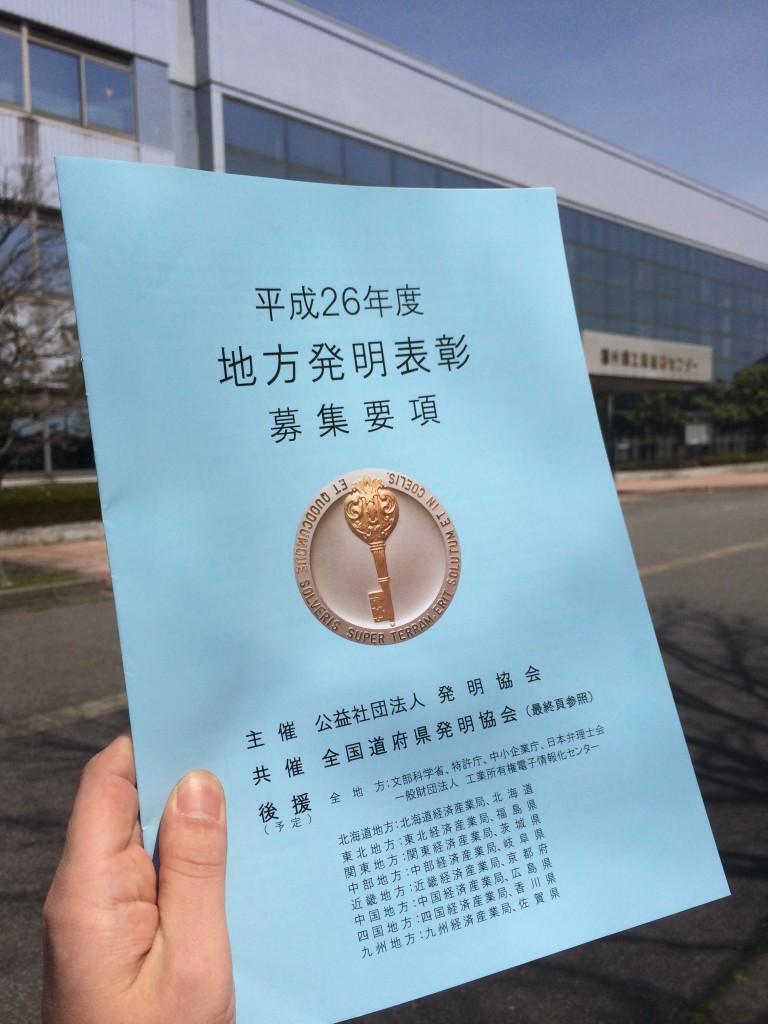 平成26年度
地方発明表彰
募集要項
ET QUODCUMQUE SOLVERIS SUPER TERRAM, ERIT SOLUTUM ET IN COELIS.
主催 公益社団法人 発明協会
共催 全国道府県発明協会(最終頁参照)
後援 全地方:文部科学省、特許庁、中小企業庁、日本弁理士会
(予定) 一般財団法人 工業所有権電子情報化センター
北海道地方:北海道経済産業局、北海道
東北地方:東北経済産業局、福島県
関東地方:関東経済産業局、茨城県
中部地方:中部経済産業局、岐阜県
近畿地方:近畿経済産業局、京都府
中国地方:中国経済産業局、広島県
四国地方:四国経済産業局、香川県
九州地方:九州経済産業局、佐賀県